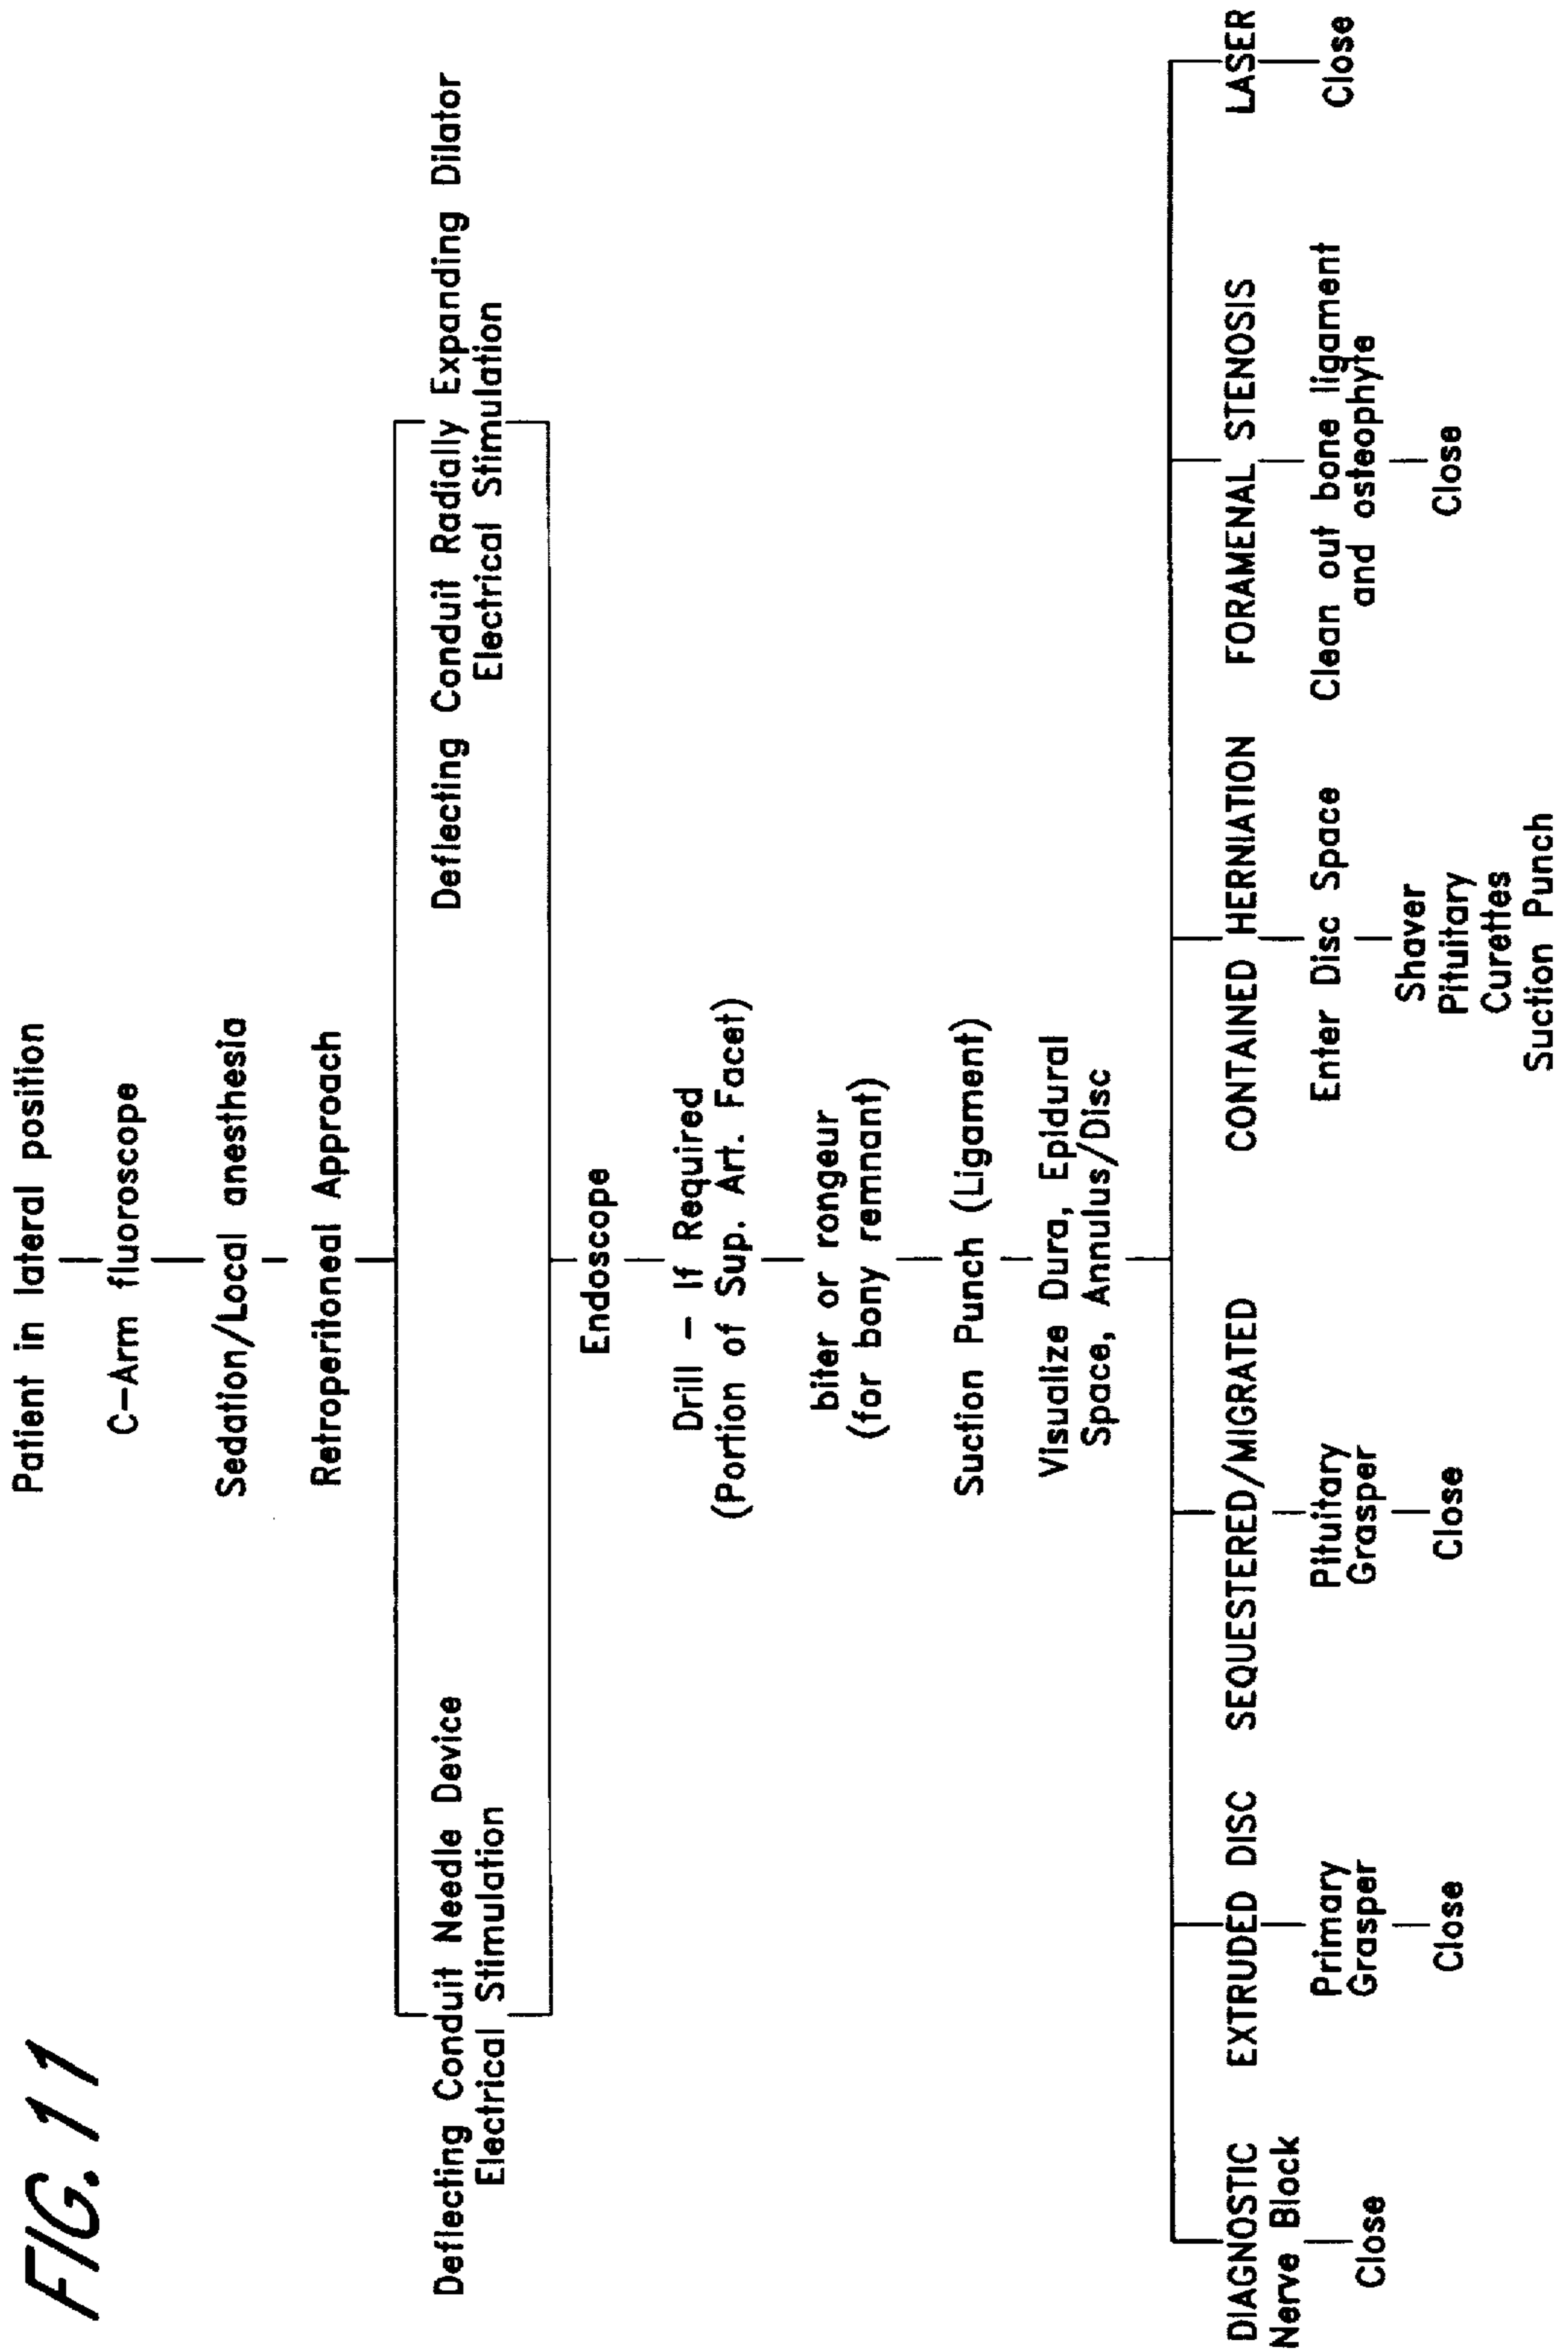 FIG. 11
Patient in lateral position
C-Arm fluoroscope
Sedation/Local anesthesia
Retroperitoneal Approach
Deflecting Conduit Needle Device
Electrical Stimulation
Deflecting Conduit Radially Expanding Dilator
Electrical Stimulation
Endoscope
Drill - If Required
(Portion of Sup. Art. Facet)
biter or rongeur
(for bony remnant)
Suction Punch (Ligament)
Visualize Dura, Epidural
Space, Annulus/Disc
DIAGNOSTIC
Nerve Block
Close
EXTRUDED DISC
Primary
Grasper
Close
SEQUESTERED/MIGRATED
Pituitary
Grasper
Close
CONTAINED HERNIATION
Enter Disc Space
Shaver
Pituitary
Curettes
Suction Punch
FORAMENAL STENOSIS
Clean out bone ligament
and osteophyte
Close
LASER
Close